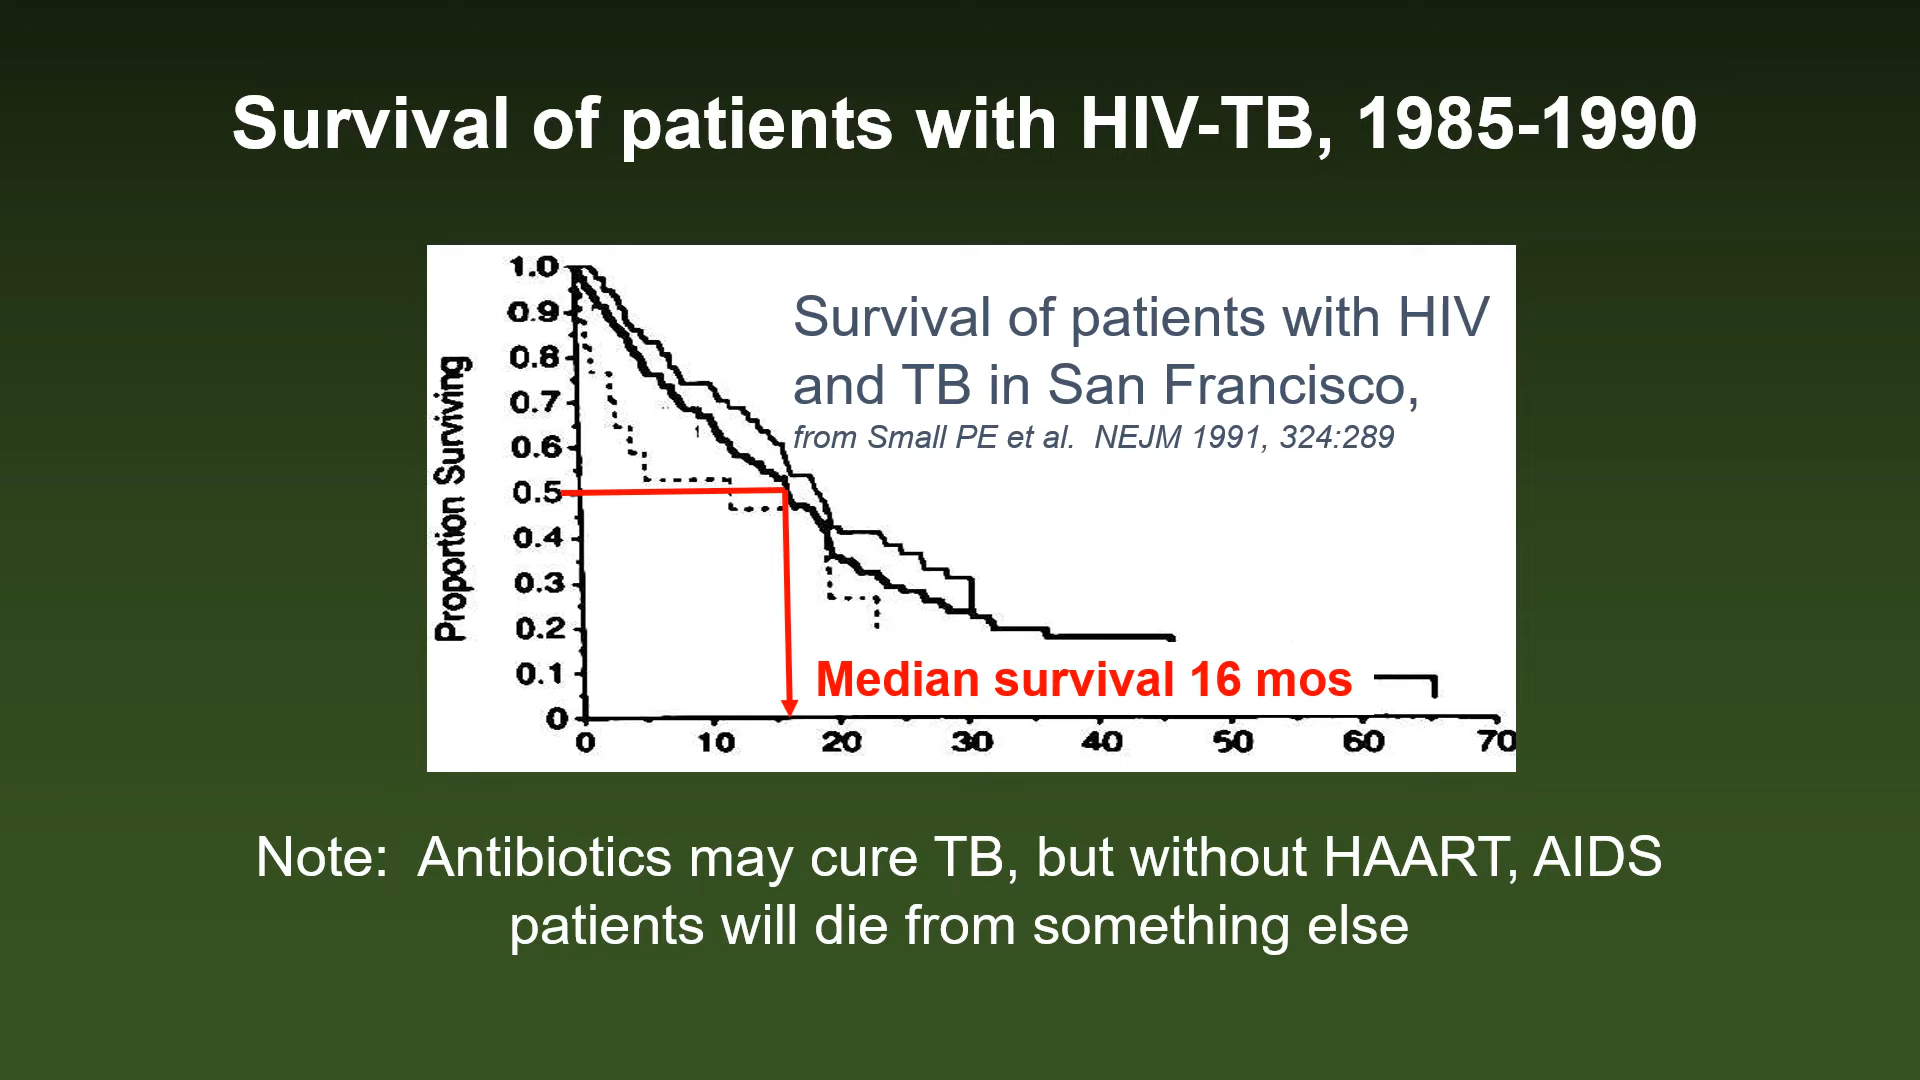 Survival of patients with HIV-TB, 1985-1990
Survival of patients with HIV
and TB in San Francisco,
from Small PE et al.  NEJM 1991, 324:289
Proportion Surviving
1.0
0.9
0.8
0.7
0.6
0.5
0.4
0.3
0.2
0.1
0
Median survival 16 mos
0 10 20 30 40 50 60 70
Note:  Antibiotics may cure TB, but without HAART, AIDS
patients will die from something else